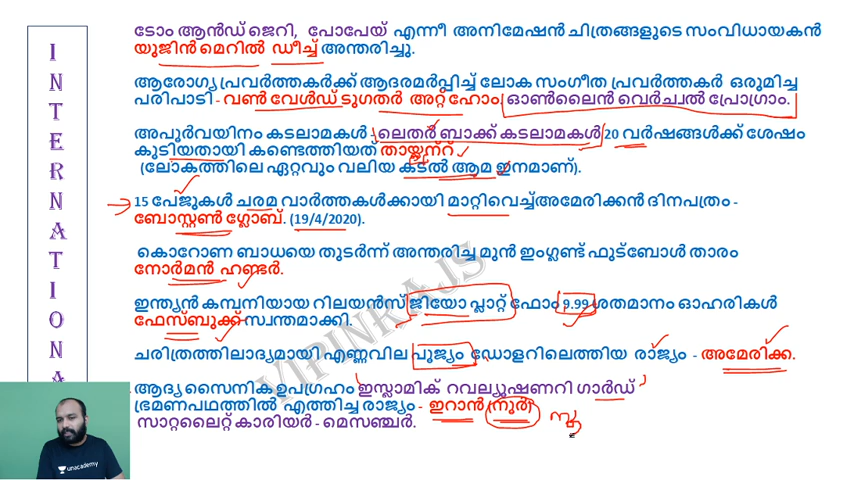 INTERNATIONA
ടോം ആൻഡ് ജെറി, പോപേയ് എന്നീ അനിമേഷൻ ചിത്രങ്ങളുടെ സംവിധായകൻ
യുജിൻ മെറിൽ ഡീച്ച് അന്തരിച്ചു.
ആരോഗ്യ പ്രവർത്തകർക്ക് ആദരമർപ്പിച്ച് ലോക സംഗീത പ്രവർത്തകർ ഒരുമിച്ച
പരിപാടി - വൺ വേൾഡ് ടുഗതർ അറ്റ് ഹോം. ഓൺലൈൻ വെർച്വൽ പ്രോഗ്രാം.
അപൂർവയിനം കടലാമകൾ - ലെതർ ബാക്ക് കടലാമകൾ 20 വർഷങ്ങൾക്ക് ശേഷം
കൂടിയതായി കണ്ടെത്തിയത് തായ്ലന്റ്
(ലോകത്തിലെ ഏറ്റവും വലിയ കടൽ ആമ ഇനമാണ്).
15 പേജുകൾ ചരമ വാർത്തകൾക്കായി മാറ്റിവെച്ച്അമേരിക്കൻ ദിനപത്രം -
ബോസ്റ്റൺ ഗ്ലോബ്. (19/4/2020).
കൊറോണ ബാധയെ തുടർന്ന് അന്തരിച്ച മുൻ ഇംഗ്ലണ്ട് ഫുട്ബോൾ താരം
നോർമൻ ഹണ്ടർ.
ഇന്ത്യൻ കമ്പനിയായ റിലയൻസ് ജിയോ പ്ലാറ്റ് ഫോം 9.99 ശതമാനം ഓഹരികൾ
ഫേസ്ബുക്ക് സ്വന്തമാക്കി.
ചരിത്രത്തിലാദ്യമായി എണ്ണവില പൂജ്യം ഡോളറിലെത്തിയ രാജ്യം - അമേരിക്ക.
ആദ്യ സൈനിക ഉപഗ്രഹം ഇസ്ലാമിക് റവല്യൂഷണറി ഗാർഡ്
ഭ്രമണപഥത്തിൽ എത്തിച്ച രാജ്യം - ഇറാൻ (നൂർ)
സാറ്റലൈറ്റ് കാരിയർ - മെസഞ്ചർ.
VIPINRAJS
unacademy